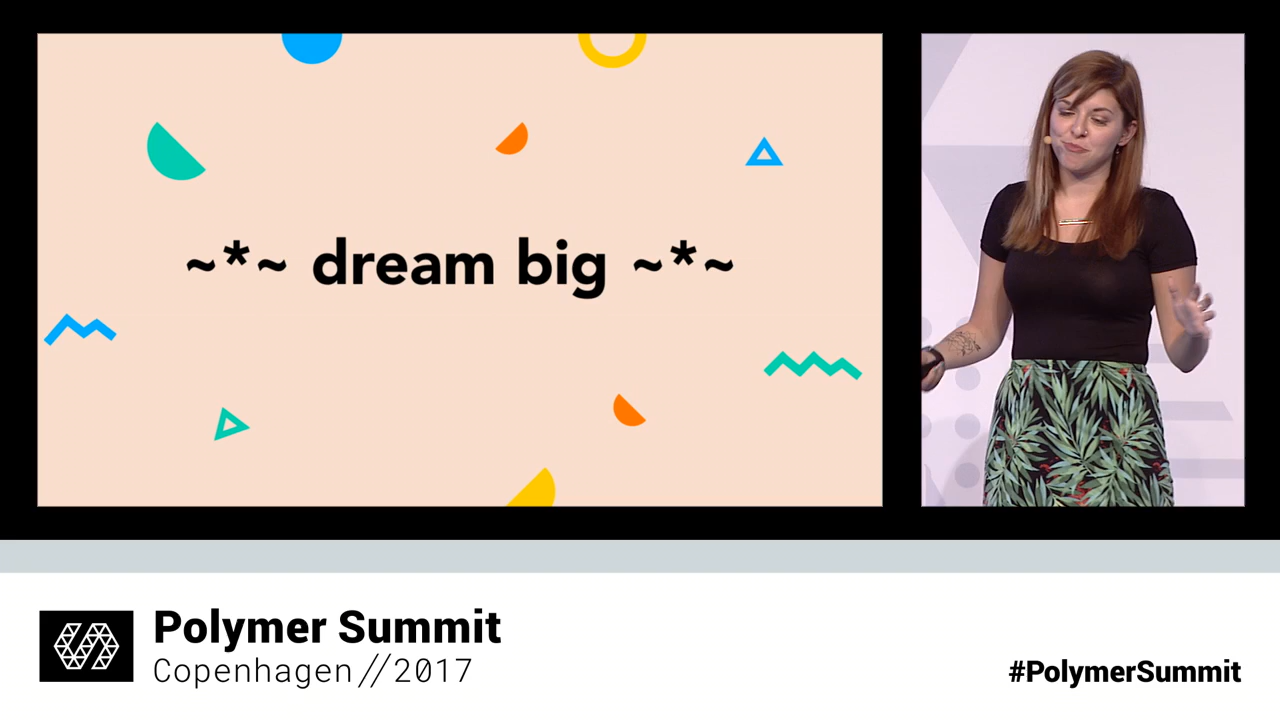 ~*~ dream big ~*~
Polymer Summit
Copenhagen//2017
#PolymerSummit